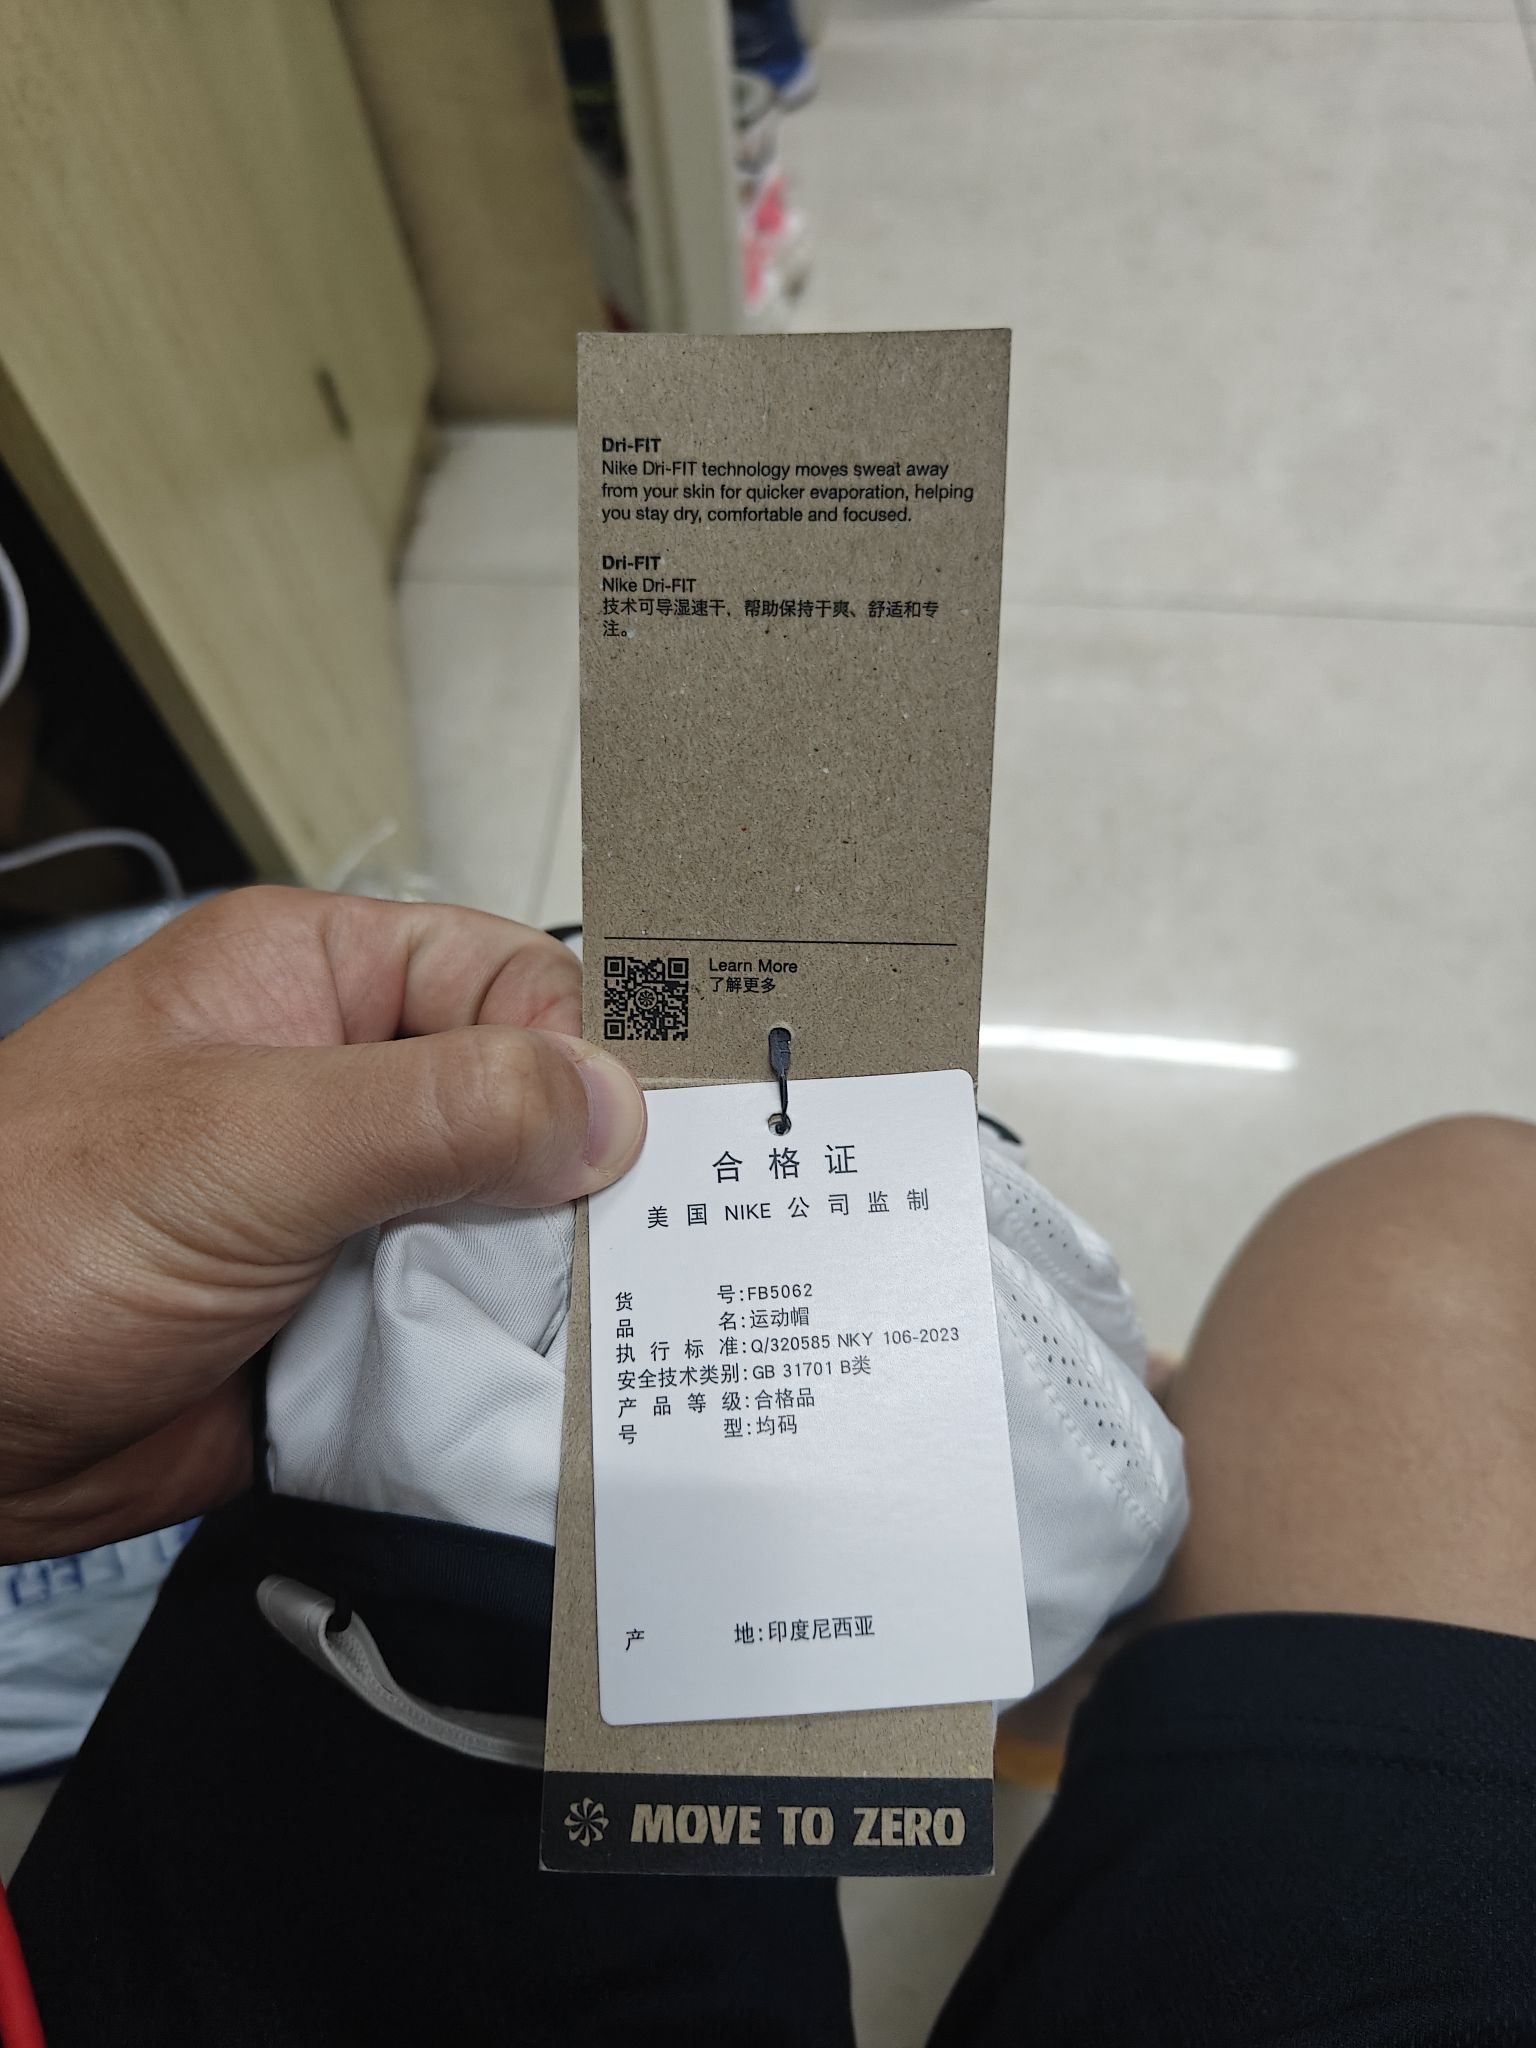 Dri-FIT
Nike Dri-FIT technology moves sweat away
from your skin for quicker evaporation, helping
you stay dry, comfortable and focused.
Dri-FIT
Nike Dri-FIT
技术可导湿速干，帮助保持干爽、舒适和专
注。
Learn More
了解更多
合格证
美国NIKE公司监制
货号:FB5062
品名:运动帽
执行标准:Q/320585 NKY 106-2023
安全技术类别:GB 31701 B类
产品等级:合格品
号型:均码
产地:印度尼西亚
MOVE TO ZERO